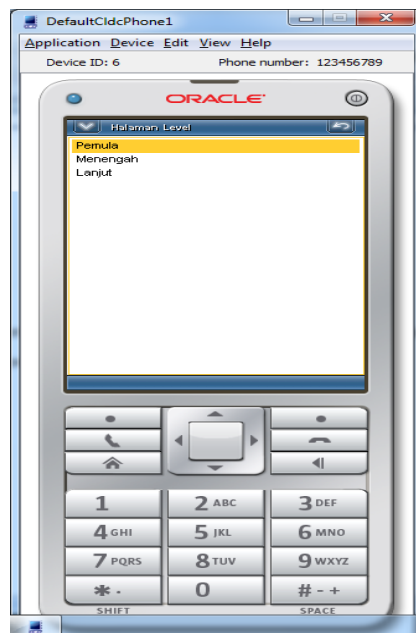 DefaultCldcPhone1
Application Device Edit View Help
Device ID: 6 Phone number: 123456789
ORACLE
Halaman Level
Pemula
Menengah
Lanjut
1 2 ABC 3 DEF
4 GHI 5 JKL 6 MNO
7 PQRS 8 TUV 9 WXYZ
* . 0 # - +
SHIFT SPACE